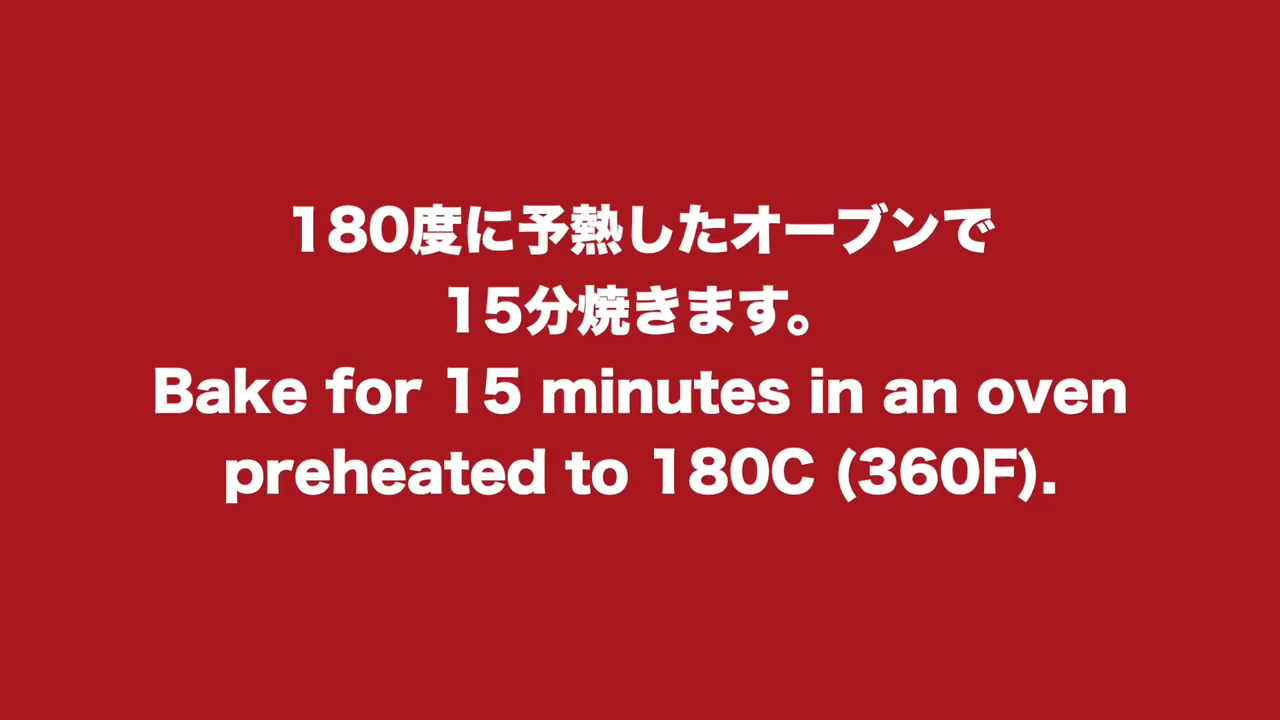 180度に予熱したオーブンで
15分焼きます。
Bake for 15 minutes in an oven
preheated to 180C (360F).